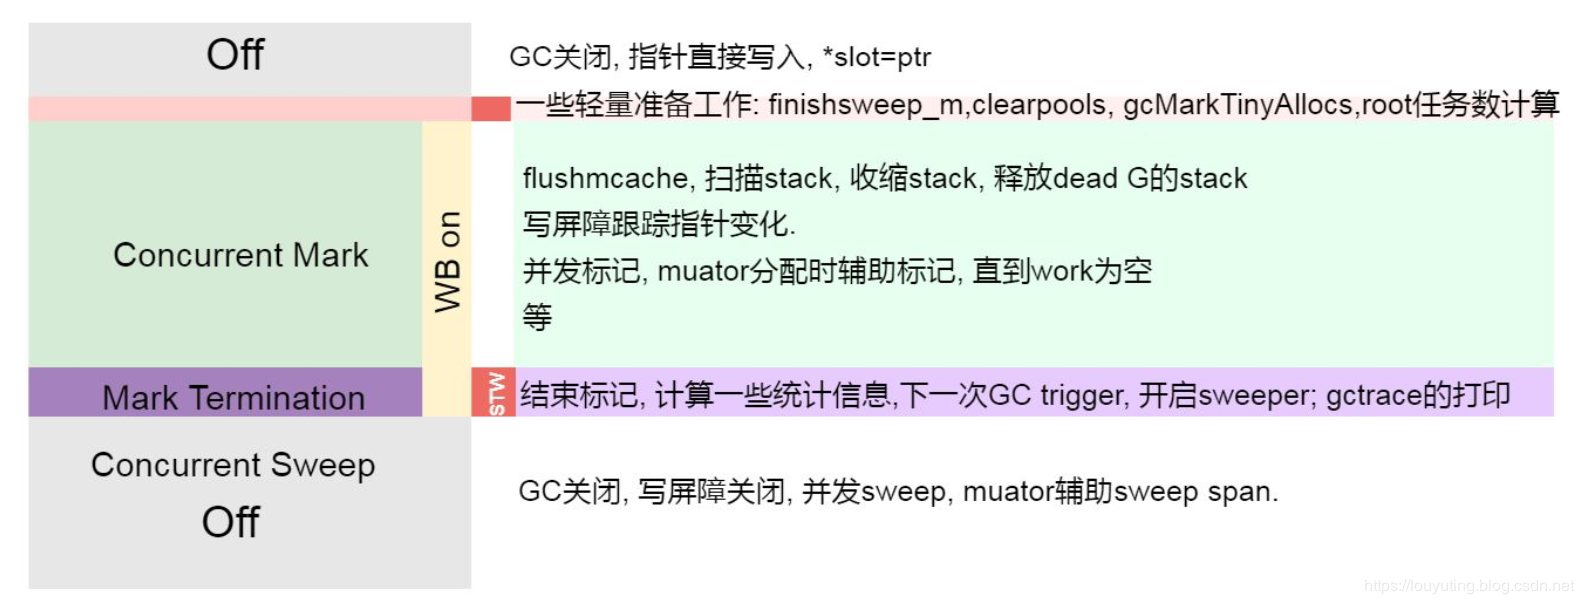 Off
GC关闭, 指针直接写入, *slot=ptr
一些轻量准备工作: finishsweep_m,clearpools, gcMarkTinyAllocs,root任务数计算
Concurrent Mark
WB on
flushmcache, 扫描stack, 收缩stack, 释放dead G的stack
写屏障跟踪指针变化.
并发标记, muator分配时辅助标记, 直到work为空
等
Mark Termination
STW
结束标记, 计算一些统计信息,下一次GC trigger, 开启sweeper; gctrace的打印
Concurrent Sweep
Off
GC关闭, 写屏障关闭, 并发sweep, muator辅助sweep span.
https://louyuting.blog.csdn.net